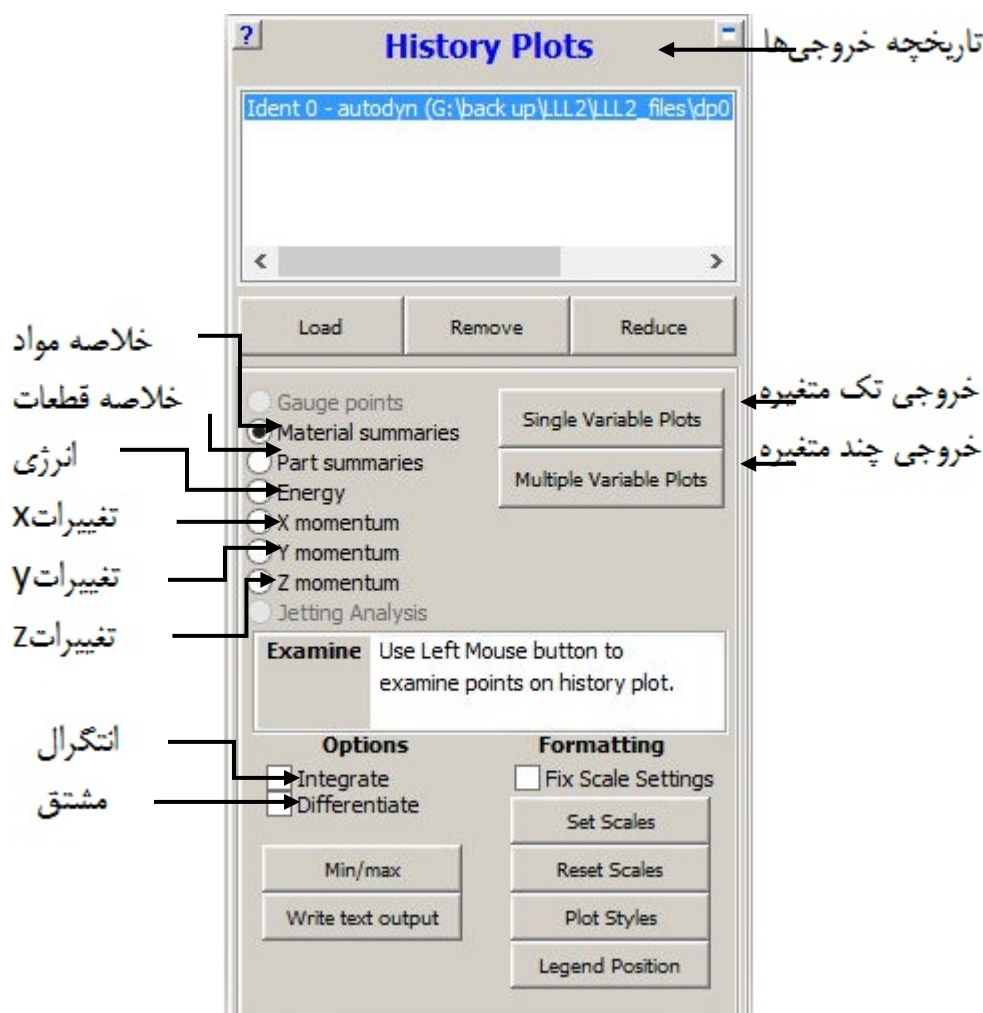 ?
History Plots
تاریخچه خروجی‌ها
Ident 0 - autodyn (G:\back up\LLL2\LLL2_files\dp0
Load Remove Reduce
خلاصه مواد
خلاصه قطعات
انرژی
تغییراتx
تغییراتy
تغییراتz
Gauge points
Material summaries
Part summaries
Energy
X momentum
Y momentum
Z momentum
Jetting Analysis
Single Variable Plots
Multiple Variable Plots
خروجی تک متغیره
خروجی چند متغیره
Examine Use Left Mouse button to
examine points on history plot.
انتگرال
مشتق
Options
Integrate
Differentiate
Min/max
Write text output
Formatting
Fix Scale Settings
Set Scales
Reset Scales
Plot Styles
Legend Position